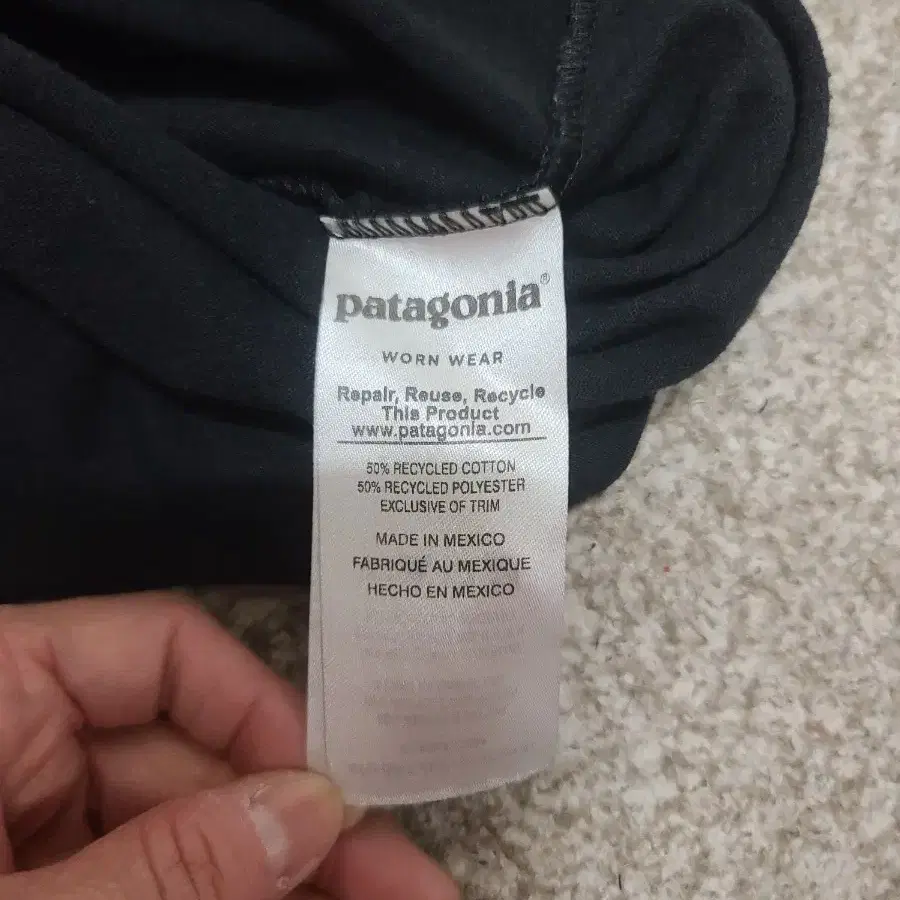 patagonia®
WORN WEAR
Repair, Reuse, Recycle
This Product
www.patagonia.com
50% RECYCLED COTTON
50% RECYCLED POLYESTER
EXCLUSIVE OF TRIM
MADE IN MEXICO
FABRIQUÉ AU MEXIQUE
HECHO EN MEXICO